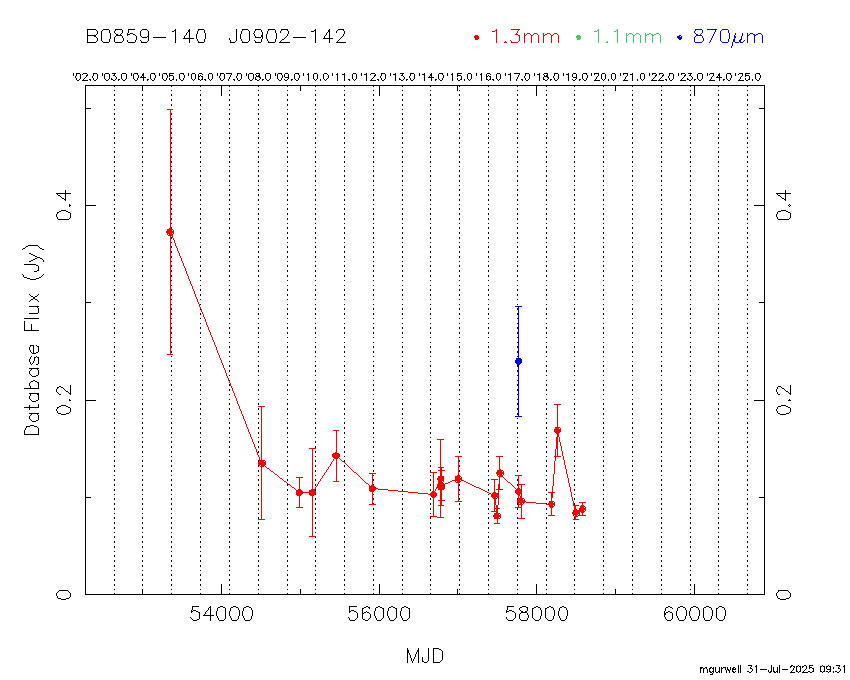 B0859-140 J0902-142 1.3mm 1.1mm 870µm
'02.0 '03.0 '04.0 '05.0 '06.0 '07.0 '08.0 '09.0 '10.0 '11.0 '12.0 '13.0 '14.0 '15.0 '16.0 '17.0 '18.0 '19.0 '20.0 '21.0 '22.0 '23.0 '24.0 '25.0
0.4 0.4
Database Flux (Jy)
0.2 0.2
0 0
54000 56000 58000 60000
MJD
mgurwell 31-Jul-2025 09:31